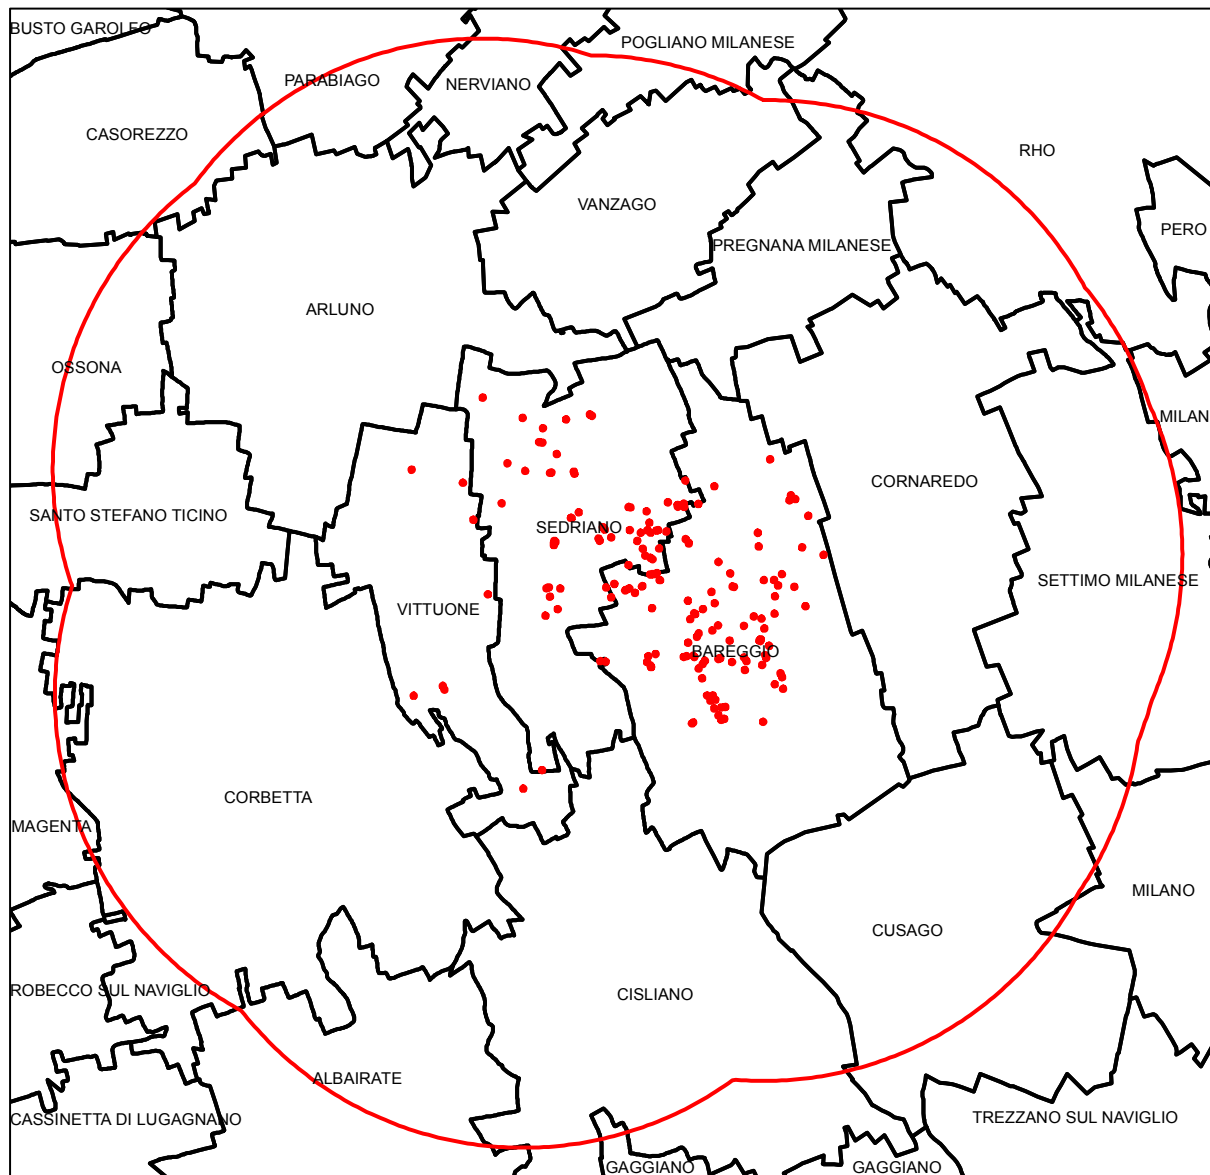 BUSTO GAROLFO
POGLIANO MILANESE
PARABIAGO
NERVIANO
CASOREZZO
RHO
VANZAGO
PERO
PREGNANA MILANESE
ARLUNO
OSSONA
MILAN
CORNAREDO
SANTO STEFANO TICINO
SEDRIANO
SETTIMO MILANESE
VITTUONE
BAREGGIO
CORBETTA
MAGENTA
MILANO
CUSAGO
ROBECCO SUL NAVIGLIO
CISLIANO
ALBAIRATE
CASSINETTA DI LUGAGNANO
TREZZANO SUL NAVIGLIO
GAGGIANO
GAGGIANO